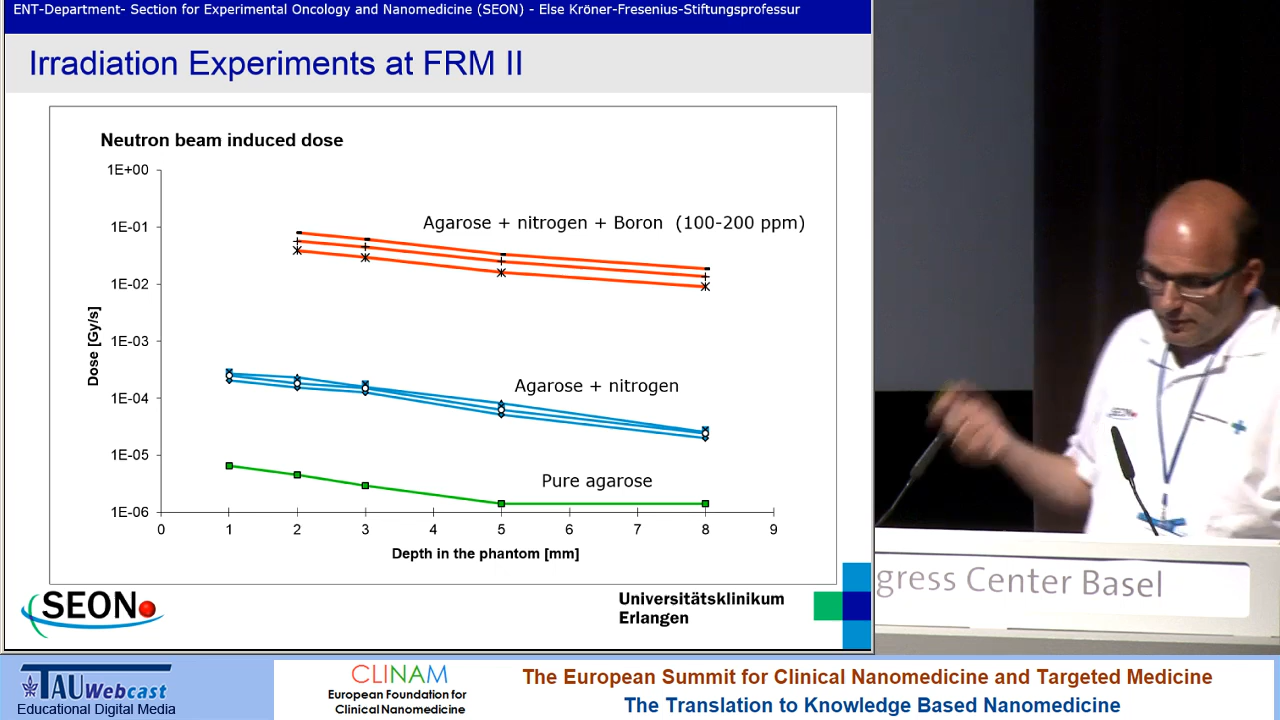 ENT-Department- Section for Experimental Oncology and Nanomedicine (SEON) - Else Kröner-Fresenius-Stiftungsprofessur
Irradiation Experiments at FRM II
Neutron beam induced dose
1E+00
1E-01
1E-02
1E-03
1E-04
1E-05
1E-06
Dose [Gy/s]
Agarose + nitrogen + Boron (100-200 ppm)
Agarose + nitrogen
Pure agarose
0 1 2 3 4 5 6 7 8 9
Depth in the phantom [mm]
SEON
Universitätsklinikum
Erlangen
SEON
gress Center Basel
TAU Webcast
Educational Digital Media
CLINAM
European Foundation for
Clinical Nanomedicine
The European Summit for Clinical Nanomedicine and Targeted Medicine
The Translation to Knowledge Based Nanomedicine